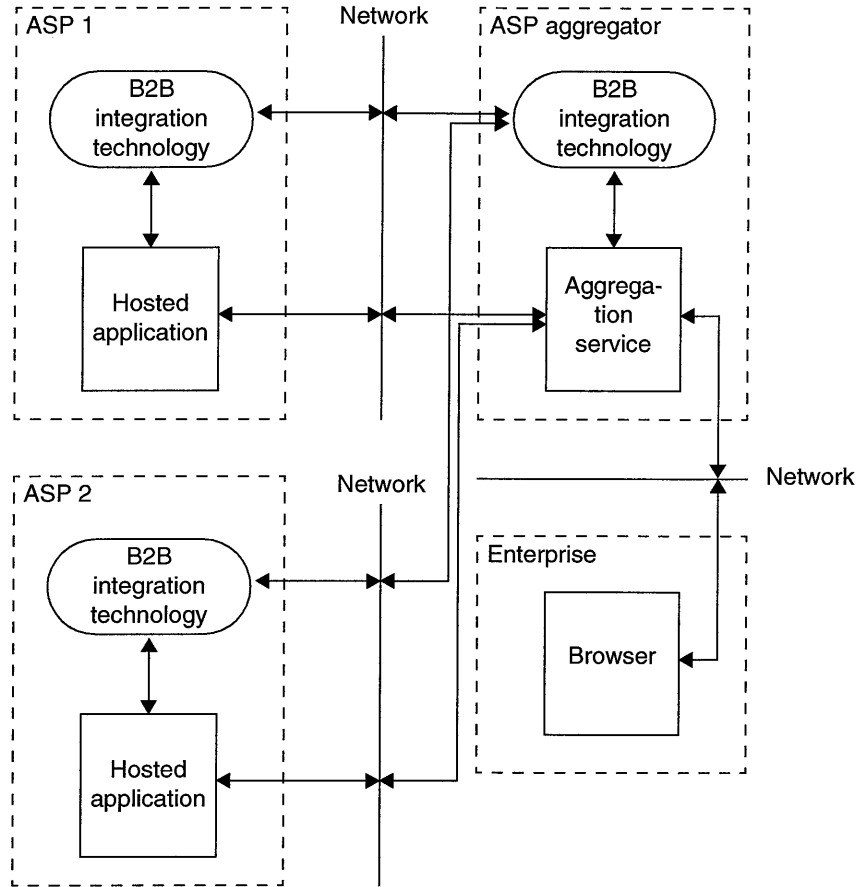 ASP 1
Network
ASP aggregator
B2B
integration
technology
B2B
integration
technology
Hosted
application
Aggrega-
tion
service
Network
ASP 2
Network
Enterprise
B2B
integration
technology
Browser
Hosted
application